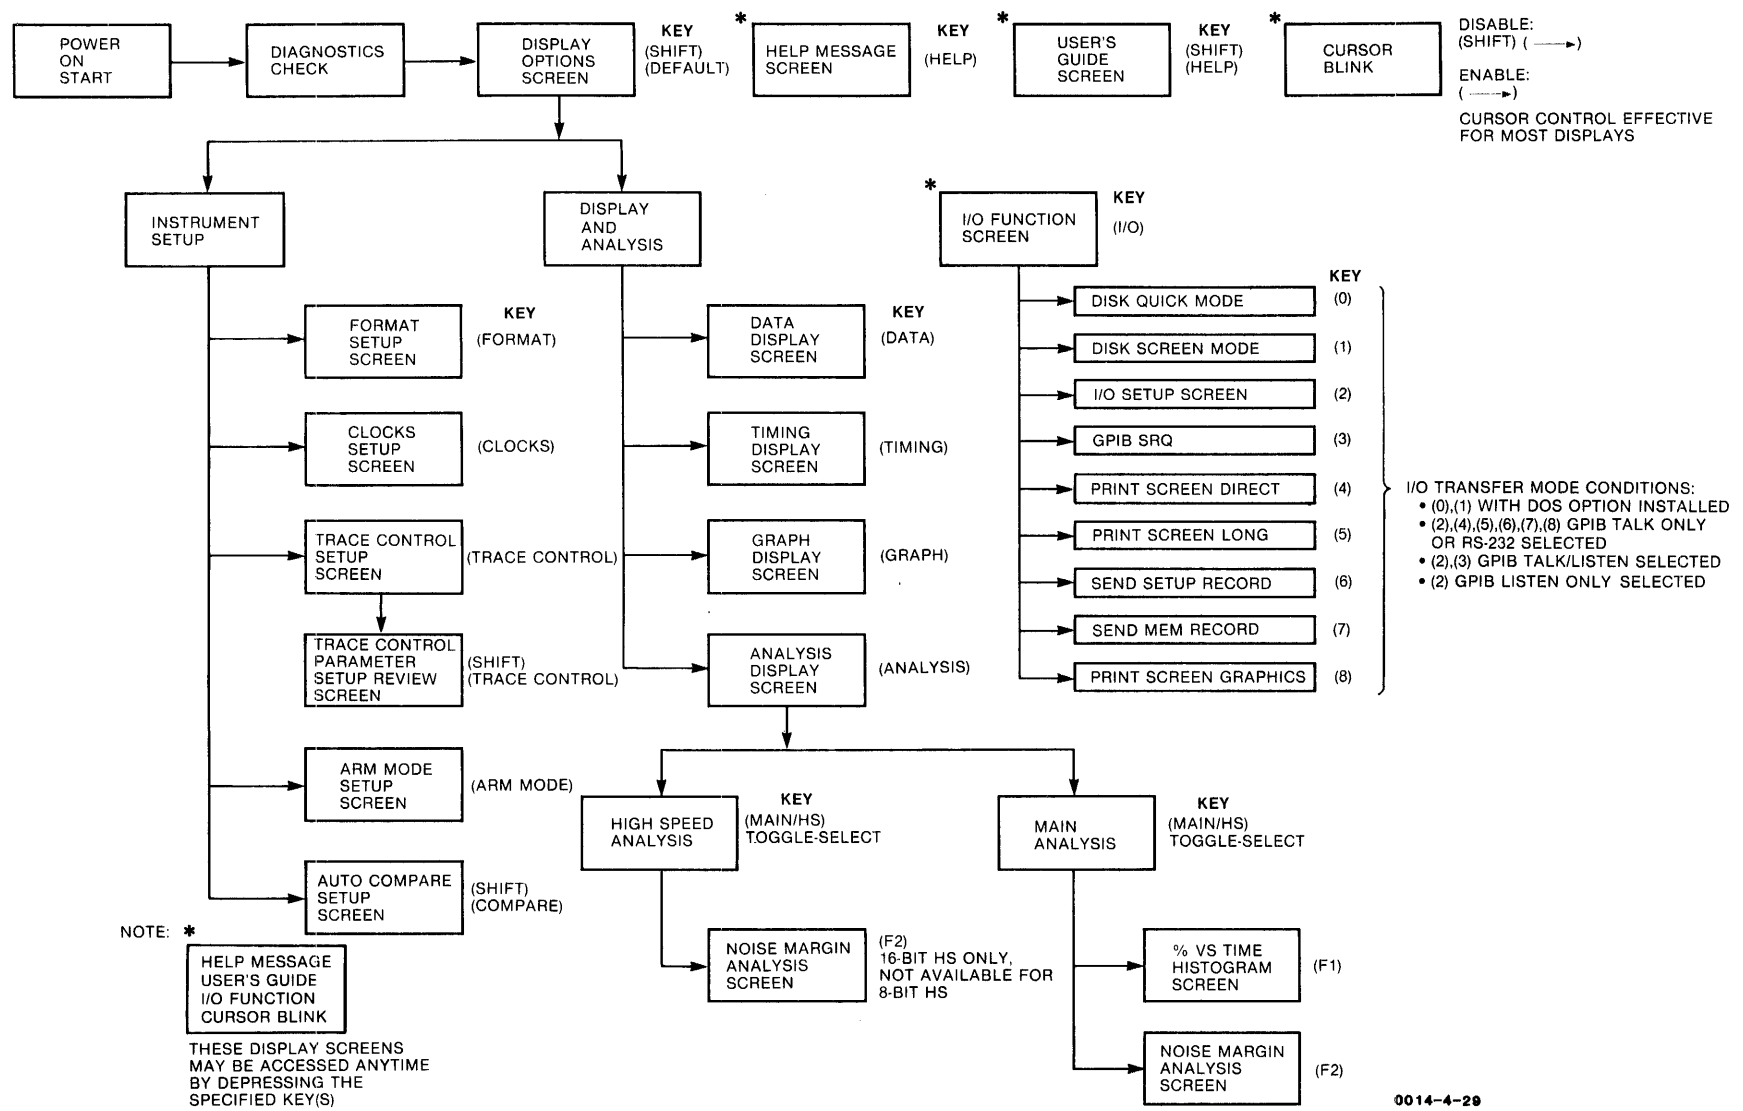 POWER
ON
START
DIAGNOSTICS
CHECK
DISPLAY
OPTIONS
SCREEN
KEY
(SHIFT)
(DEFAULT)
*
HELP MESSAGE
SCREEN
KEY
(HELP)
*
USER'S
GUIDE
SCREEN
KEY
(SHIFT)
(HELP)
*
CURSOR
BLINK
DISABLE:
(SHIFT) ( → )
ENABLE:
( → )
CURSOR CONTROL EFFECTIVE
FOR MOST DISPLAYS
INSTRUMENT
SETUP
DISPLAY
AND
ANALYSIS
*
I/O FUNCTION
SCREEN
KEY
(I/O)
KEY
FORMAT
SETUP
SCREEN
(FORMAT)
CLOCKS
SETUP
SCREEN
(CLOCKS)
TRACE CONTROL
SETUP
SCREEN
(TRACE CONTROL)
TRACE CONTROL
PARAMETER
SETUP REVIEW
SCREEN
(SHIFT)
(TRACE CONTROL)
ARM MODE
SETUP
SCREEN
(ARM MODE)
AUTO COMPARE
SETUP
SCREEN
(SHIFT)
(COMPARE)
KEY
DATA
DISPLAY
SCREEN
(DATA)
TIMING
DISPLAY
SCREEN
(TIMING)
GRAPH
DISPLAY
SCREEN
(GRAPH)
ANALYSIS
DISPLAY
SCREEN
(ANALYSIS)
KEY
DISK QUICK MODE (0)
DISK SCREEN MODE (1)
I/O SETUP SCREEN (2)
GPIB SRQ (3)
PRINT SCREEN DIRECT (4)
PRINT SCREEN LONG (5)
SEND SETUP RECORD (6)
SEND MEM RECORD (7)
PRINT SCREEN GRAPHICS (8)
I/O TRANSFER MODE CONDITIONS:
• (0),(1) WITH DOS OPTION INSTALLED
• (2),(4),(5),(6),(7),(8) GPIB TALK ONLY
OR RS-232 SELECTED
• (2),(3) GPIB TALK/LISTEN SELECTED
• (2) GPIB LISTEN ONLY SELECTED
HIGH SPEED
ANALYSIS
KEY
(MAIN/HS)
TOGGLE-SELECT
MAIN
ANALYSIS
KEY
(MAIN/HS)
TOGGLE-SELECT
NOISE MARGIN
ANALYSIS
SCREEN
(F2)
16-BIT HS ONLY,
NOT AVAILABLE FOR
8-BIT HS
% VS TIME
HISTOGRAM
SCREEN
(F1)
NOISE MARGIN
ANALYSIS
SCREEN
(F2)
NOTE: *
HELP MESSAGE
USER'S GUIDE
I/O FUNCTION
CURSOR BLINK
THESE DISPLAY SCREENS
MAY BE ACCESSED ANYTIME
BY DEPRESSING THE
SPECIFIED KEY(S)
0014-4-29